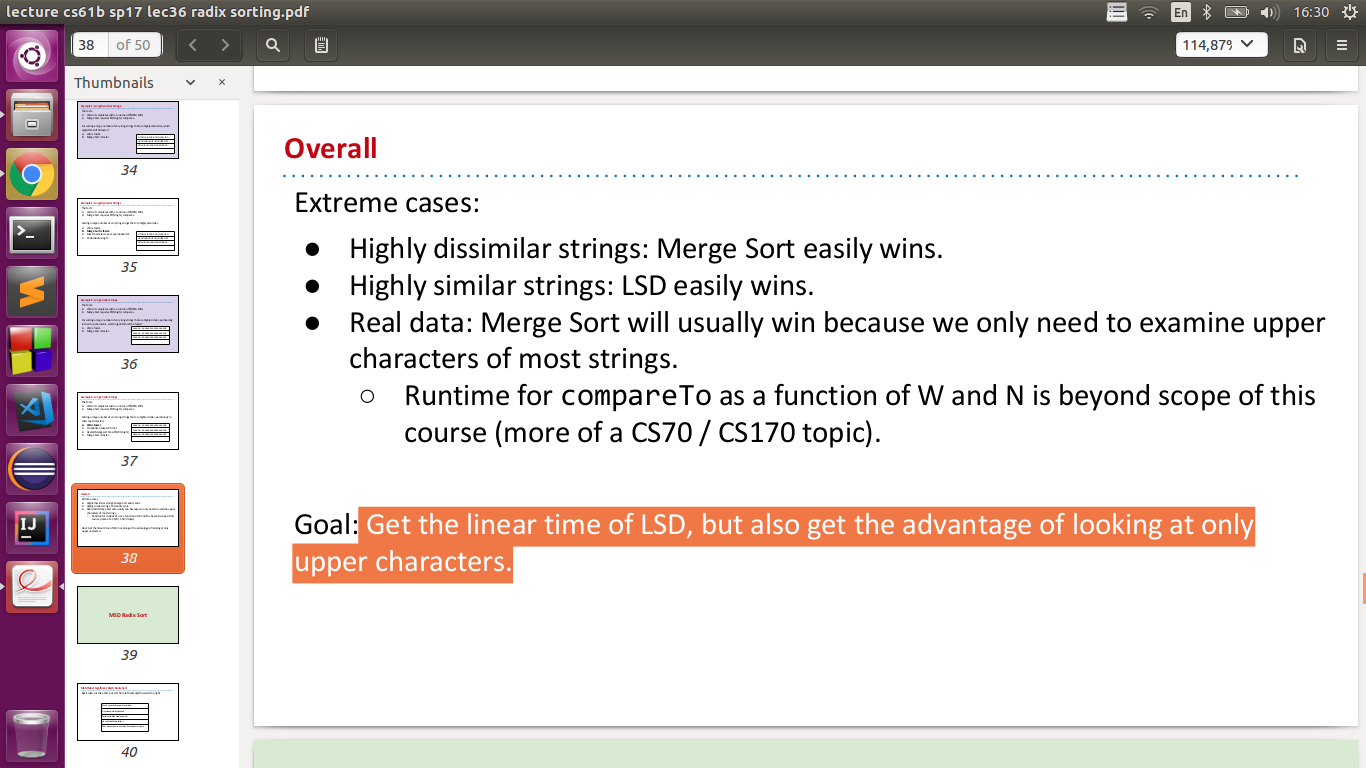 lecture cs61b sp17 lec36 radix sorting.pdf
En
16:30
38 of 50
114,87%
Thumbnails
34
35
36
37
38
MSD Radix Sort
39
40
Overall
Extreme cases:
● Highly dissimilar strings: Merge Sort easily wins.
● Highly similar strings: LSD easily wins.
● Real data: Merge Sort will usually win because we only need to examine upper
characters of most strings.
○ Runtime for compareTo as a function of W and N is beyond scope of this
course (more of a CS70 / CS170 topic).
Goal: Get the linear time of LSD, but also get the advantage of looking at only
upper characters.